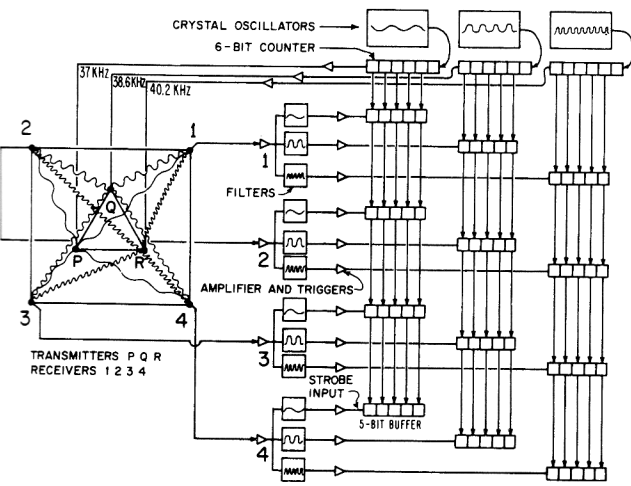 CRYSTAL OSCILLATORS
6-BIT COUNTER
37 KHz
38.6KHz
40.2 KHz
2
1
1
FILTERS
Q
P
R
2
AMPLIFIER AND TRIGGERS
3
4
3
TRANSMITTERS P Q R
RECEIVERS 1 2 3 4
STROBE
INPUT
5-BIT BUFFER
4